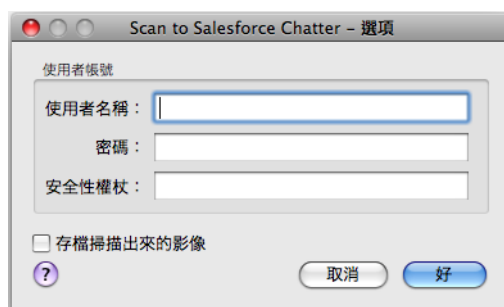 Scan to Salesforce Chatter – 選項
使用者帳號
使用者名稱：
密碼：
安全性權杖：
存檔掃描出來的影像
?
取消
好